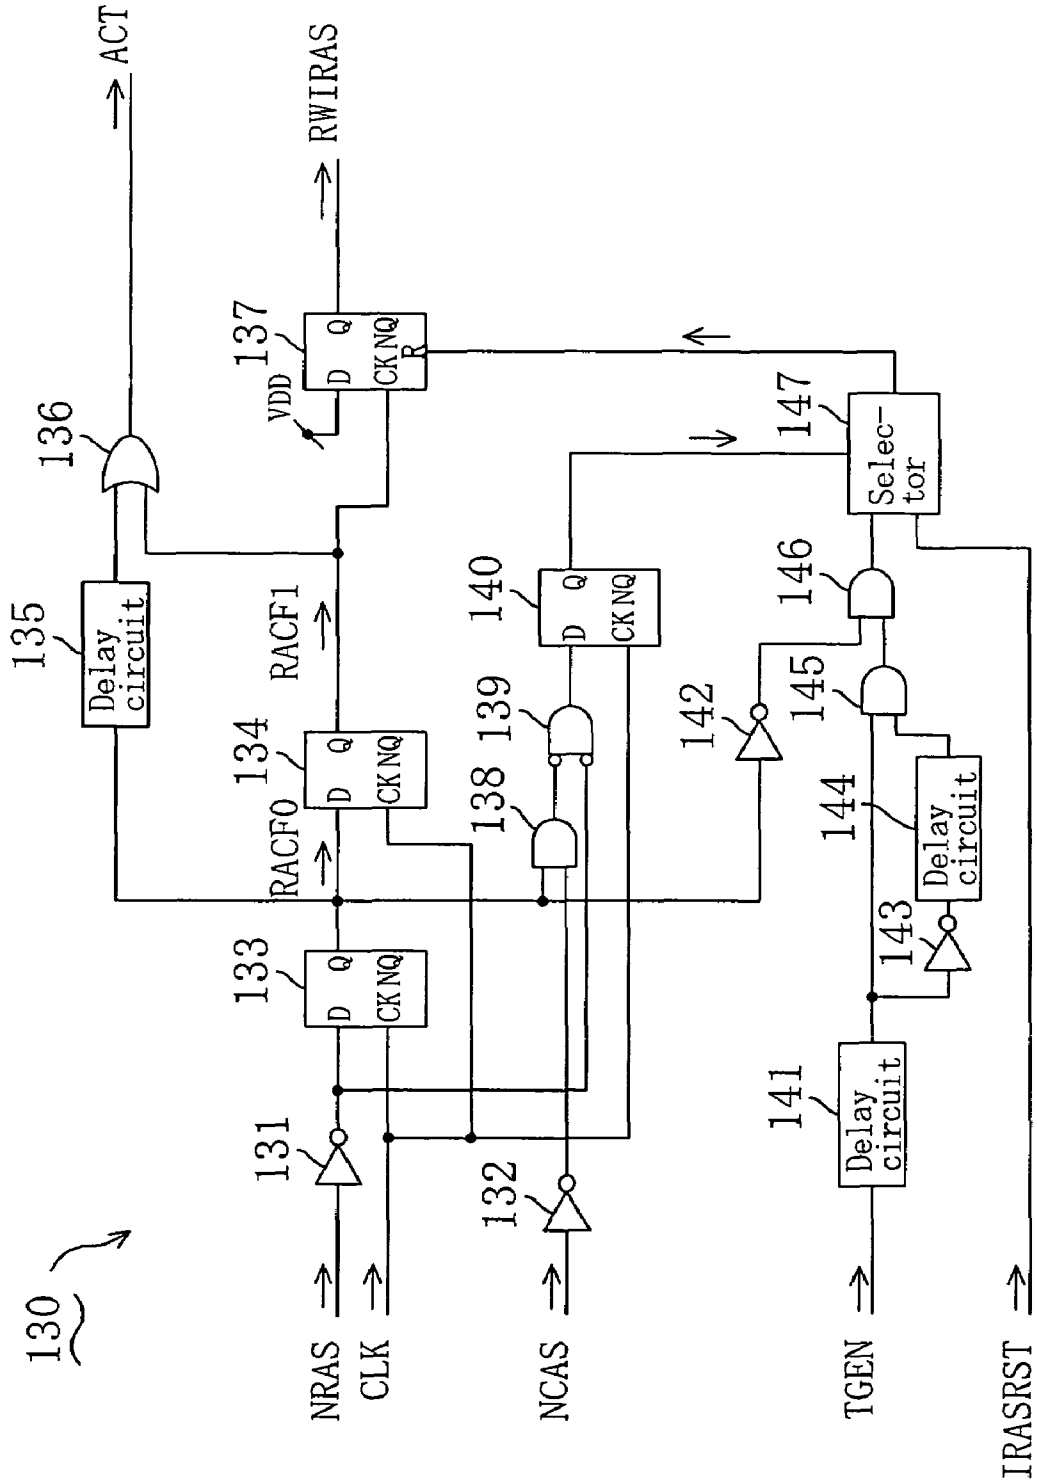 130
ACT
RWIRAS
136
137
VDD
D Q
CK NQ
R
135
Delay
circuit
RACF1
134
D Q
CK NQ
RACF0
133
D Q
CK NQ
131
NRAS
CLK
140
D Q
CK NQ
139
138
132
NCAS
147
Selec-
tor
146
145
142
144
Delay
circuit
143
141
Delay
circuit
TGEN
IRASRST